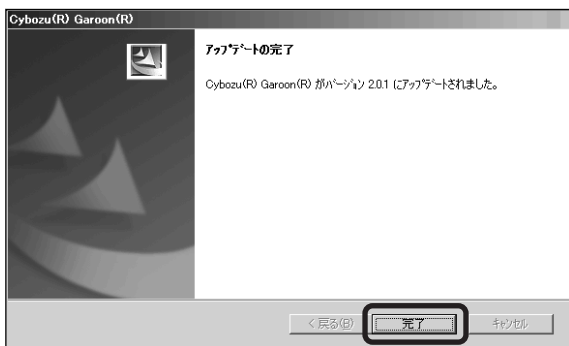 Cybozu(R) Garoon(R)
アップデートの完了
Cybozu(R) Garoon(R) がバージョン 2.0.1 にアップデートされました。
< 戻る(B)
完了
キャンセル